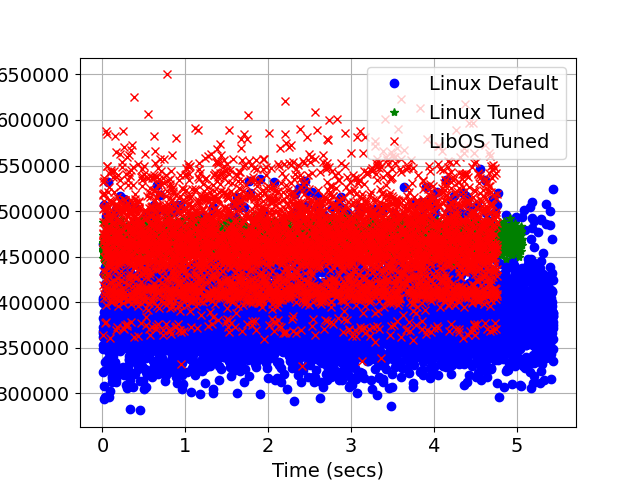 650000
600000
550000
500000
450000
400000
350000
300000
0 1 2 3 4 5
Time (secs)
Linux Default
Linux Tuned
LibOS Tuned